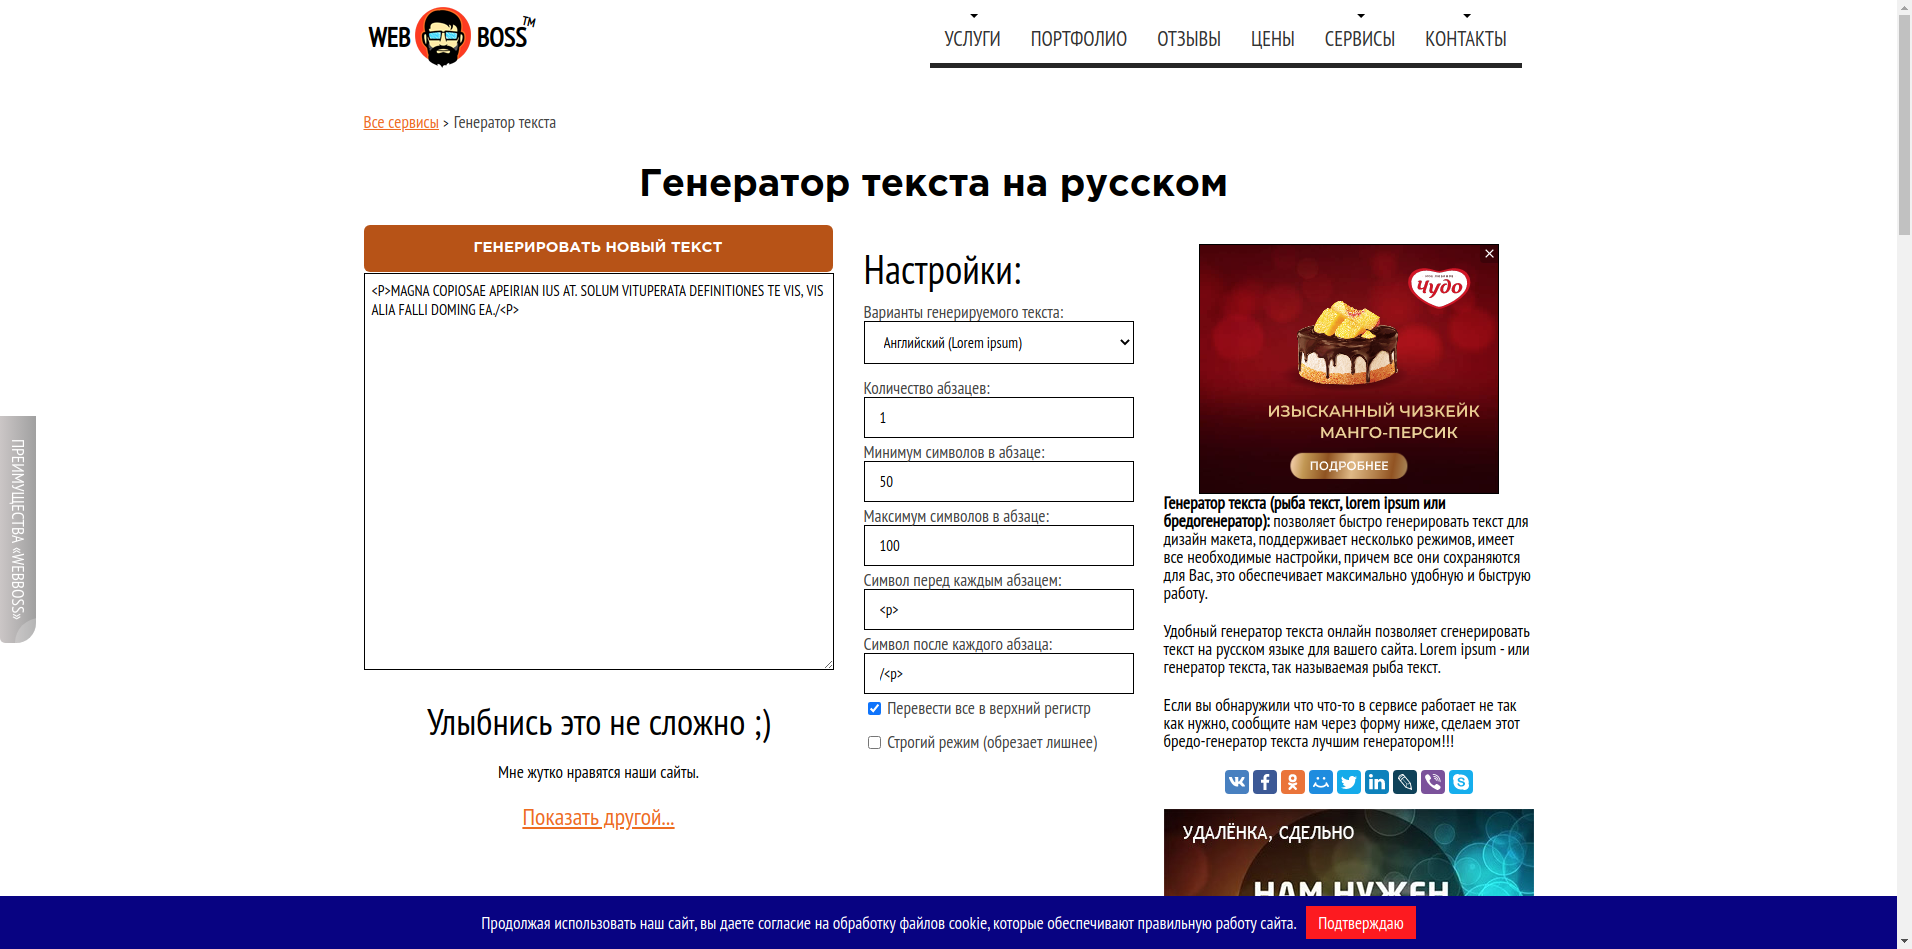 WEB BOSS™
УСЛУГИ ПОРТФОЛИО ОТЗЫВЫ ЦЕНЫ СЕРВИСЫ КОНТАКТЫ
Все сервисы > Генератор текста
Генератор текста на русском
ГЕНЕРИРОВАТЬ НОВЫЙ ТЕКСТ
<P>MAGNA COPIOSAE APEIRIAN IUS AT. SOLUM VITUPERATA DEFINITIONES TE VIS, VIS
ALIA FALLI DOMING EA./<P>
Улыбнись это не сложно ;)
Мне жутко нравятся наши сайты.
Показать другой...
Настройки:
Варианты генерируемого текста:
Английский (Lorem ipsum)
Количество абзацев:
1
Минимум символов в абзаце:
50
Максимум символов в абзаце:
100
Символ перед каждым абзацем:
<p>
Символ после каждого абзаца:
/<p>
Перевести все в верхний регистр
Строгий режим (обрезает лишнее)
Чудо
ИЗЫСКАННЫЙ ЧИЗКЕЙК
МАНГО-ПЕРСИК
ПОДРОБНЕЕ
Генератор текста (рыба текст, lorem ipsum или
бредогенератор): позволяет быстро генерировать текст для
дизайн макета, поддерживает несколько режимов, имеет
все необходимые настройки, причем все они сохраняются
для Вас, это обеспечивает максимально удобную и быструю
работу.
Удобный генератор текста онлайн позволяет сгенерировать
текст на русском языке для вашего сайта. Lorem ipsum - или
генератор текста, так называемая рыба текст.
Если вы обнаружили что что-то в сервисе работает не так
как нужно, сообщите нам через форму ниже, сделаем этот
бредо-генератор текста лучшим генератором!!!
УДАЛЁНКА, СДЕЛЬНО
НАМ НУЖЕН
ПРЕИМУЩЕСТВА «WEBBOSS»
Продолжая использовать наш сайт, вы даете согласие на обработку файлов cookie, которые обеспечивают правильную работу сайта. Подтверждаю